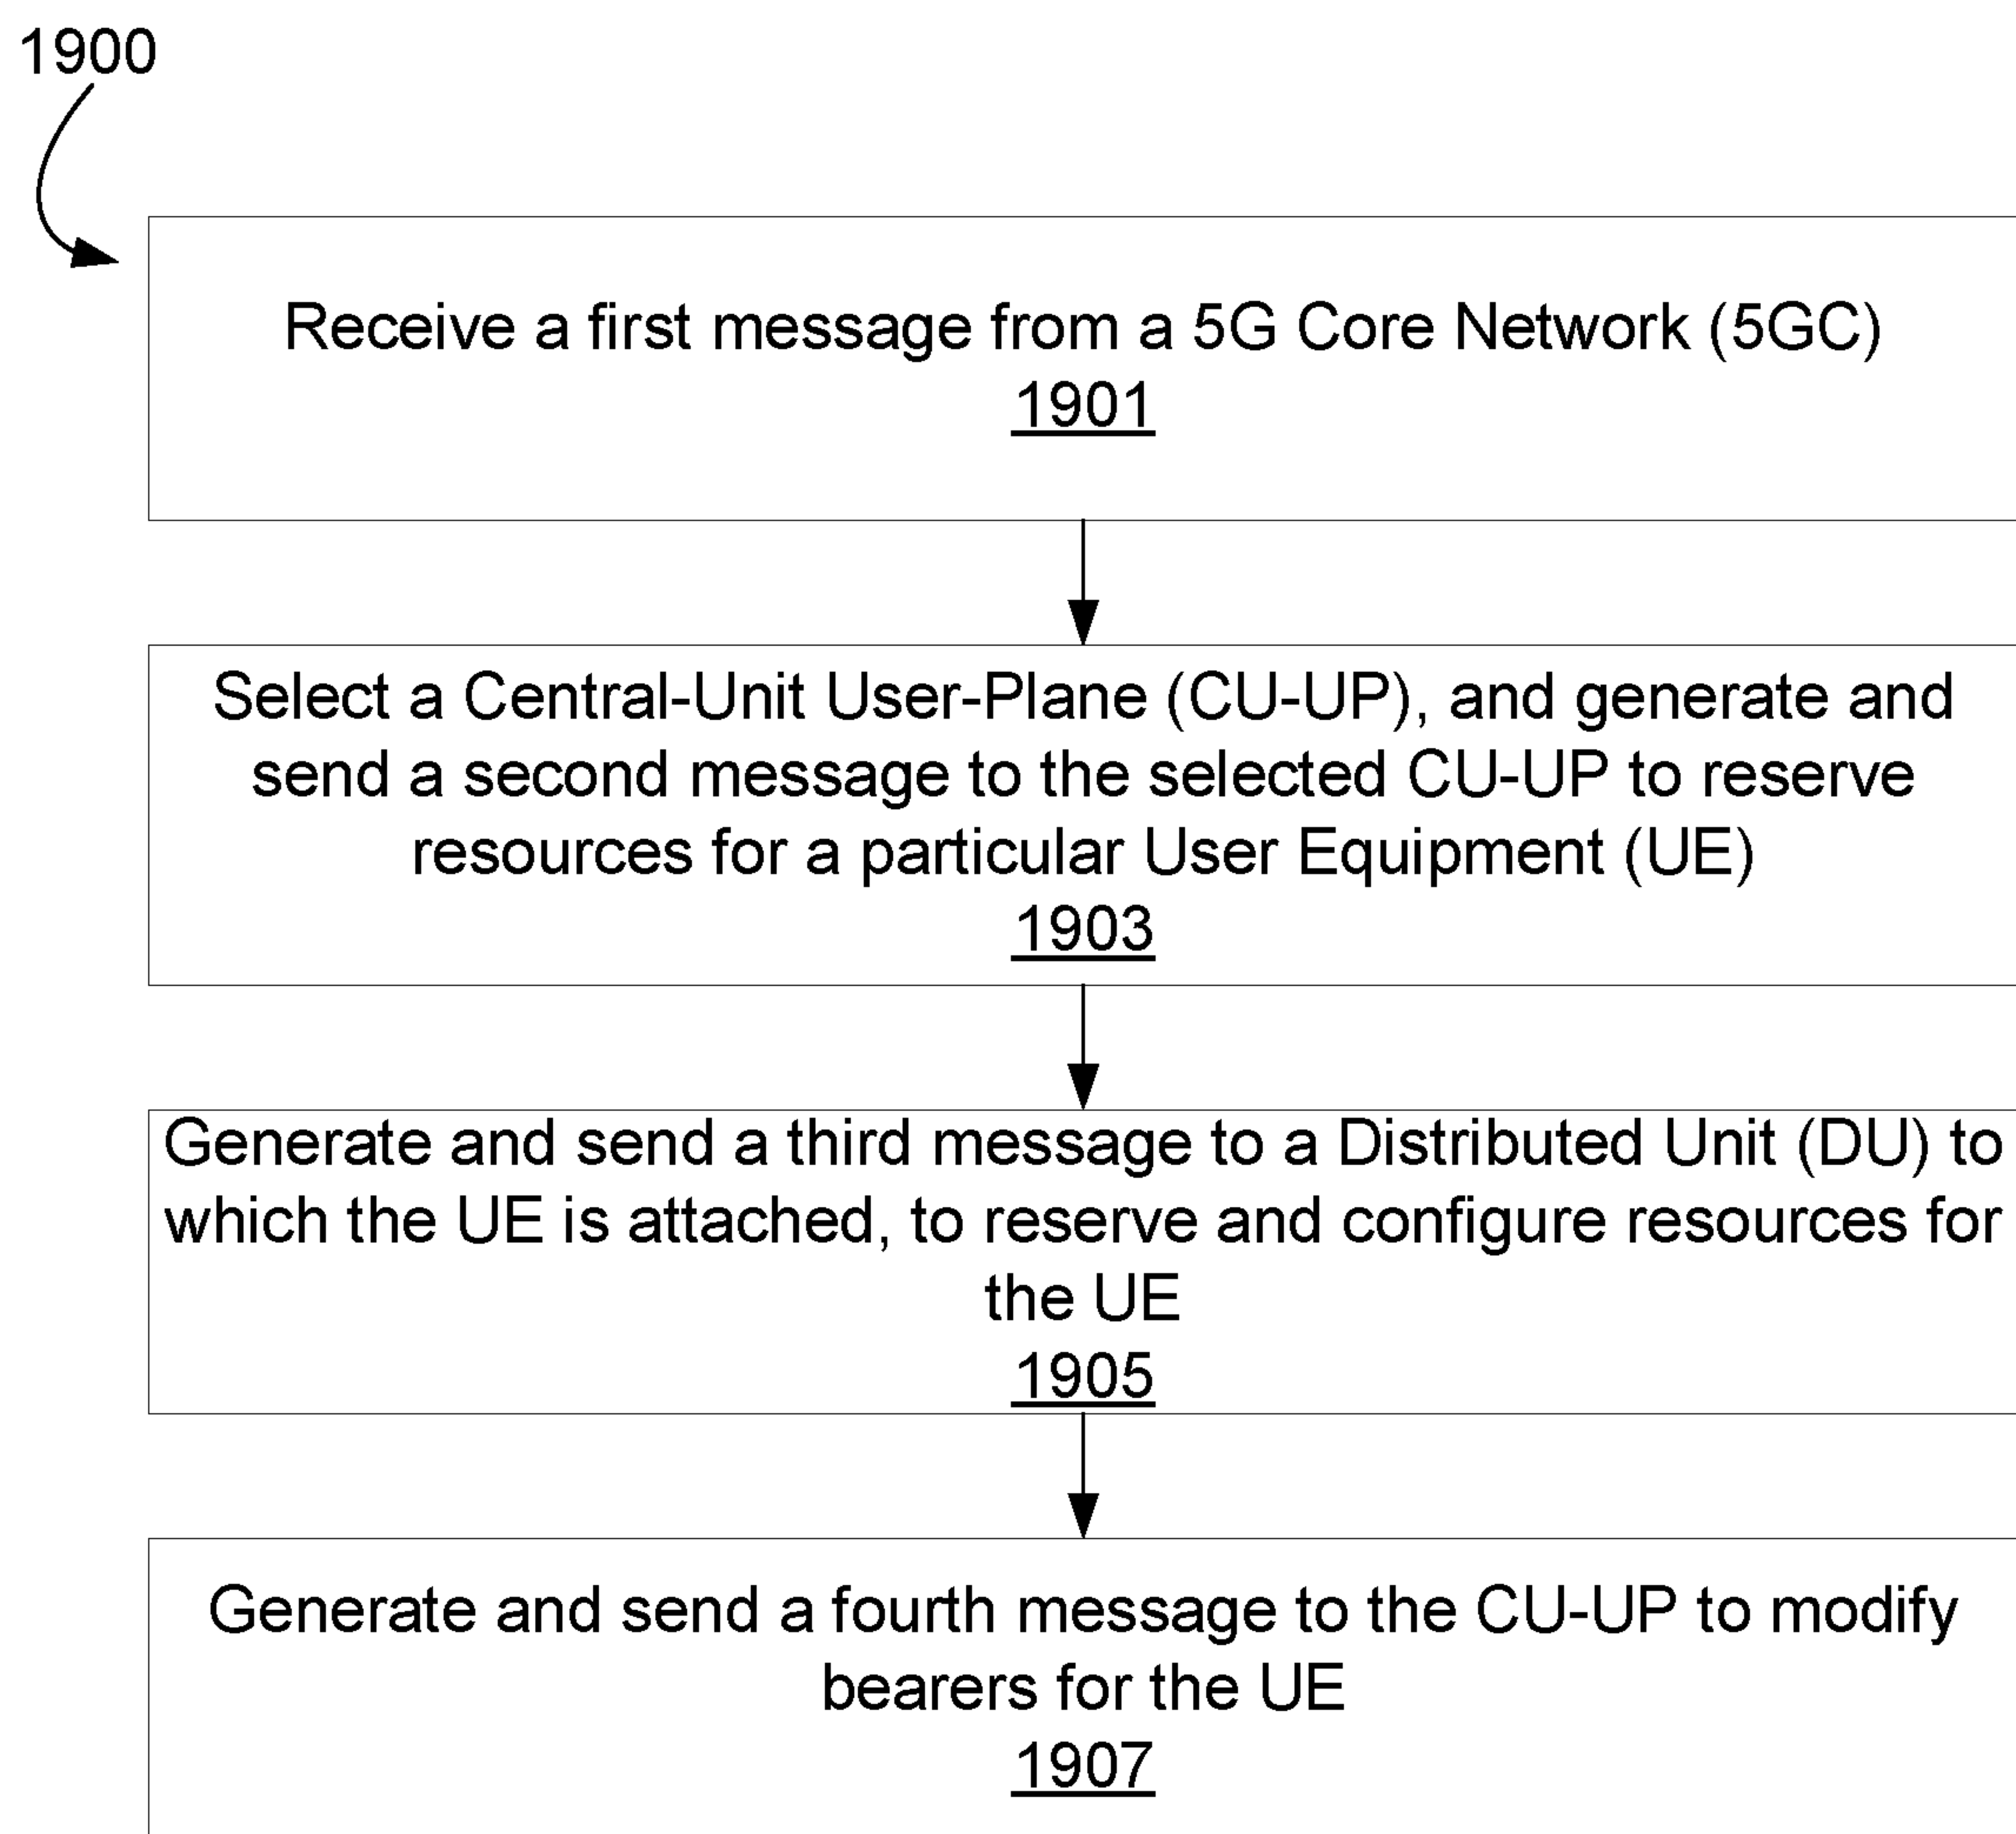 1900
Receive a first message from a 5G Core Network (5GC)
1901
Select a Central-Unit User-Plane (CU-UP), and generate and
send a second message to the selected CU-UP to reserve
resources for a particular User Equipment (UE)
1903
Generate and send a third message to a Distributed Unit (DU) to
which the UE is attached, to reserve and configure resources for
the UE
1905
Generate and send a fourth message to the CU-UP to modify
bearers for the UE
1907